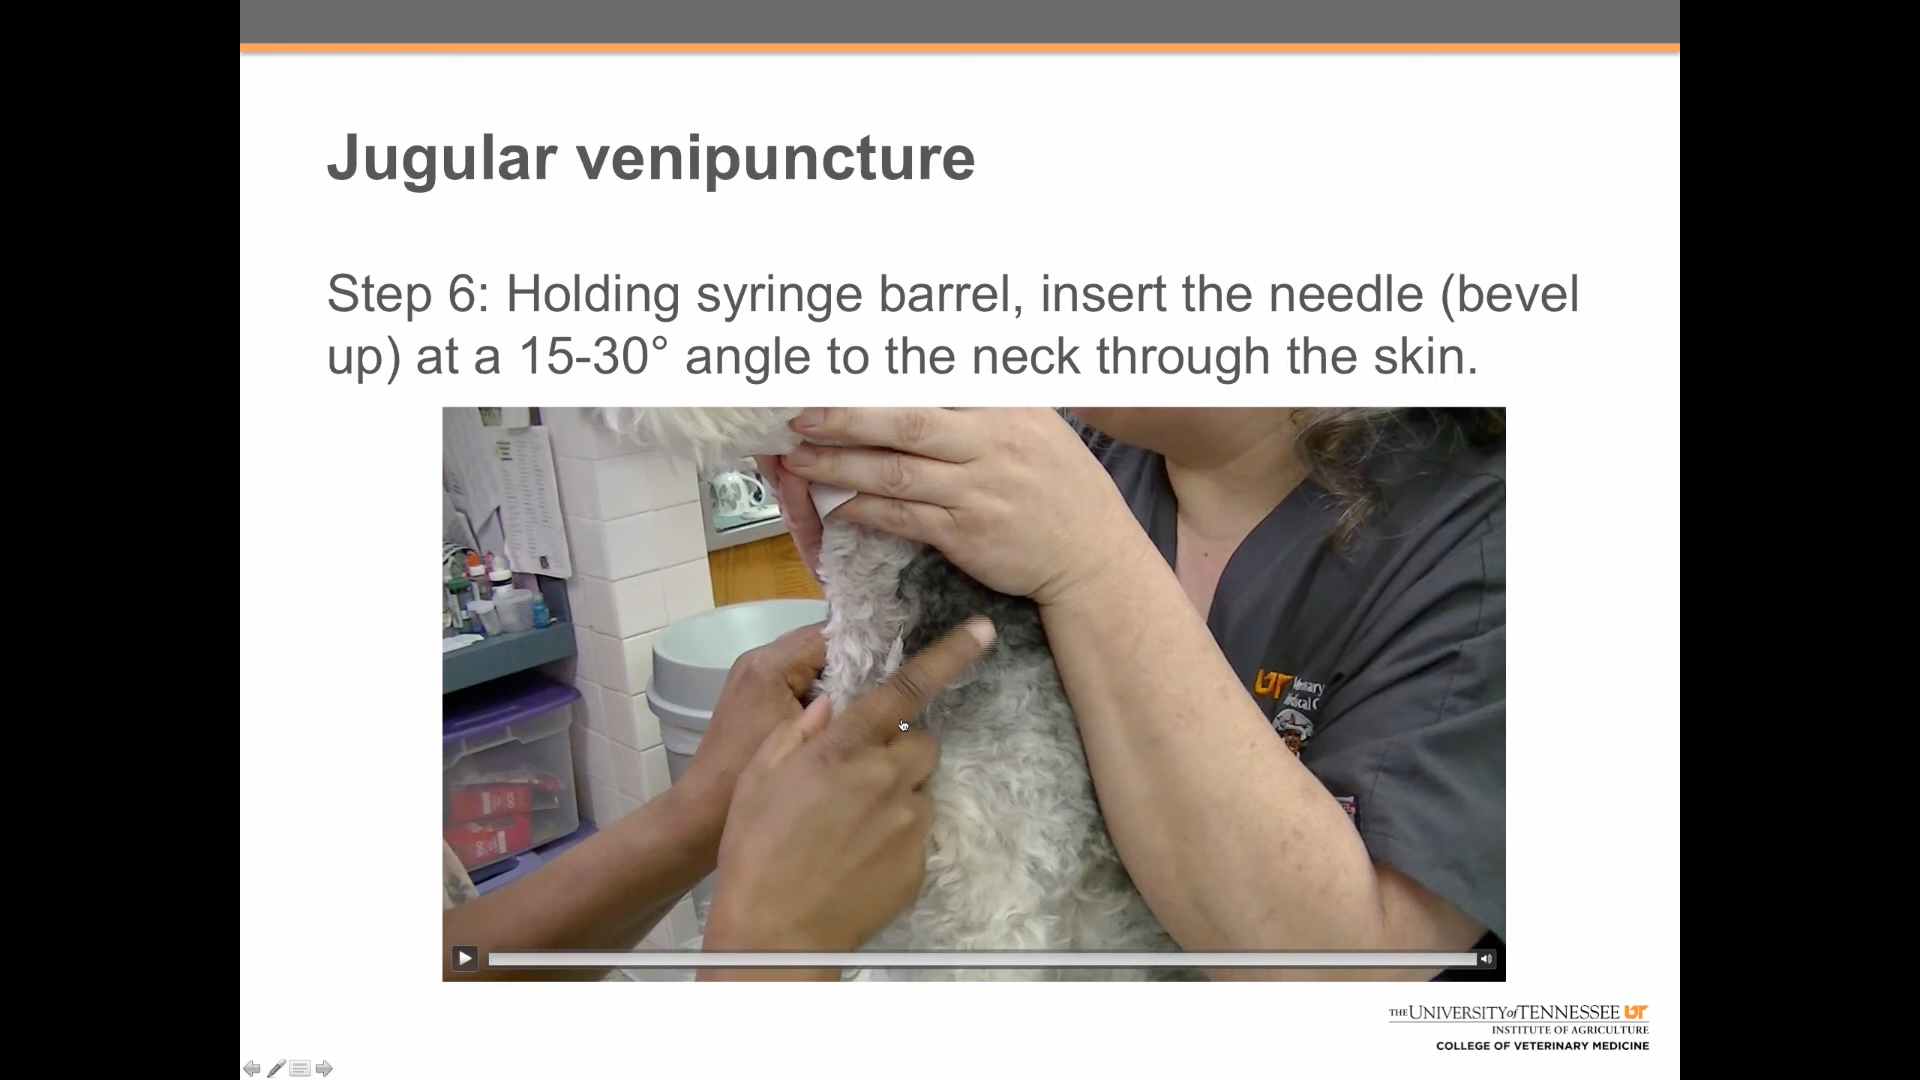 Jugular venipuncture
Step 6: Holding syringe barrel, insert the needle (bevel
up) at a 15-30° angle to the neck through the skin.
UT
THE UNIVERSITY of TENNESSEE UT
INSTITUTE OF AGRICULTURE
COLLEGE OF VETERINARY MEDICINE